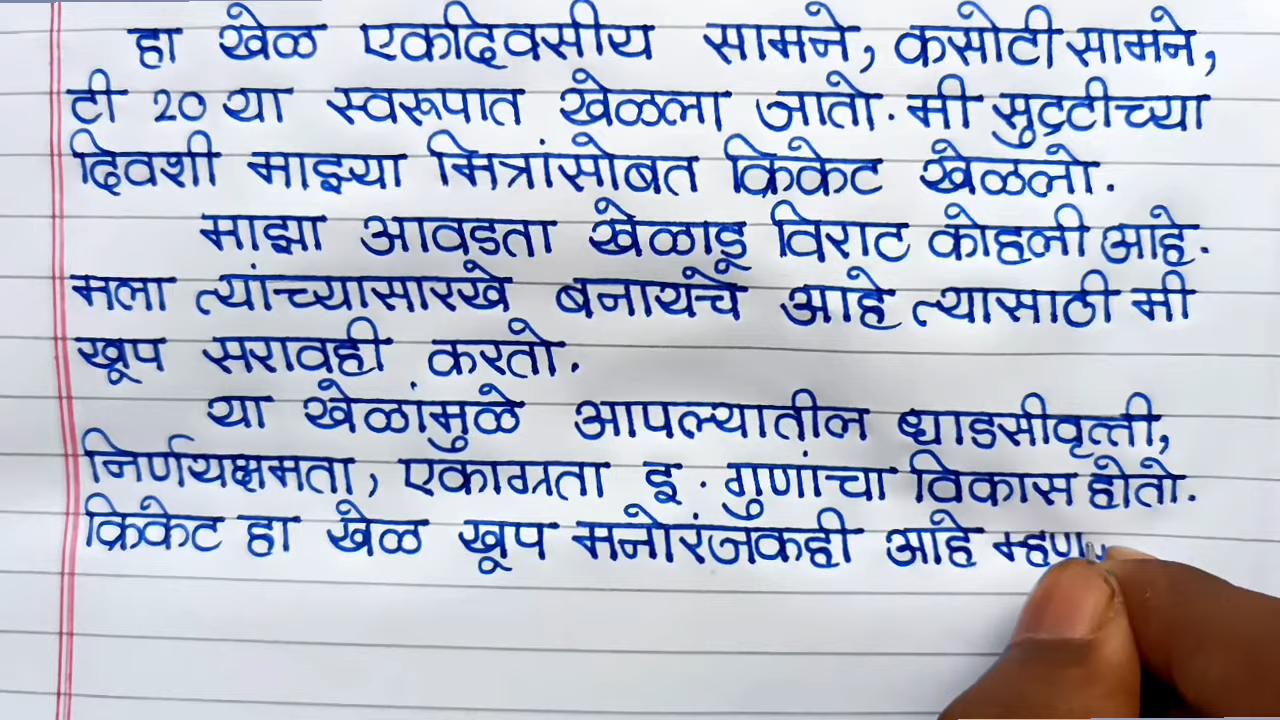 हा खेळ एकदिवसीय सामने, कसोटी सामने,
टी 20 या स्वरूपात खेळला जातो. मी सुट्टीच्या
दिवशी माझ्या मित्रांसोबत क्रिकेट खेळलो.
माझा आवडता खेळाडू विराट कोहली आहे.
मला त्यांच्यासारखे बनायचे आहे त्यासाठी मी
खूप सरावही करतो.
या खेळांमुळे आपल्यातील धाडसीवृत्ती,
निर्णयक्षमता, एकाग्रता इ. गुणांचा विकास होतो.
क्रिकेट हा खेळ खूप मनोरंजकही आहे